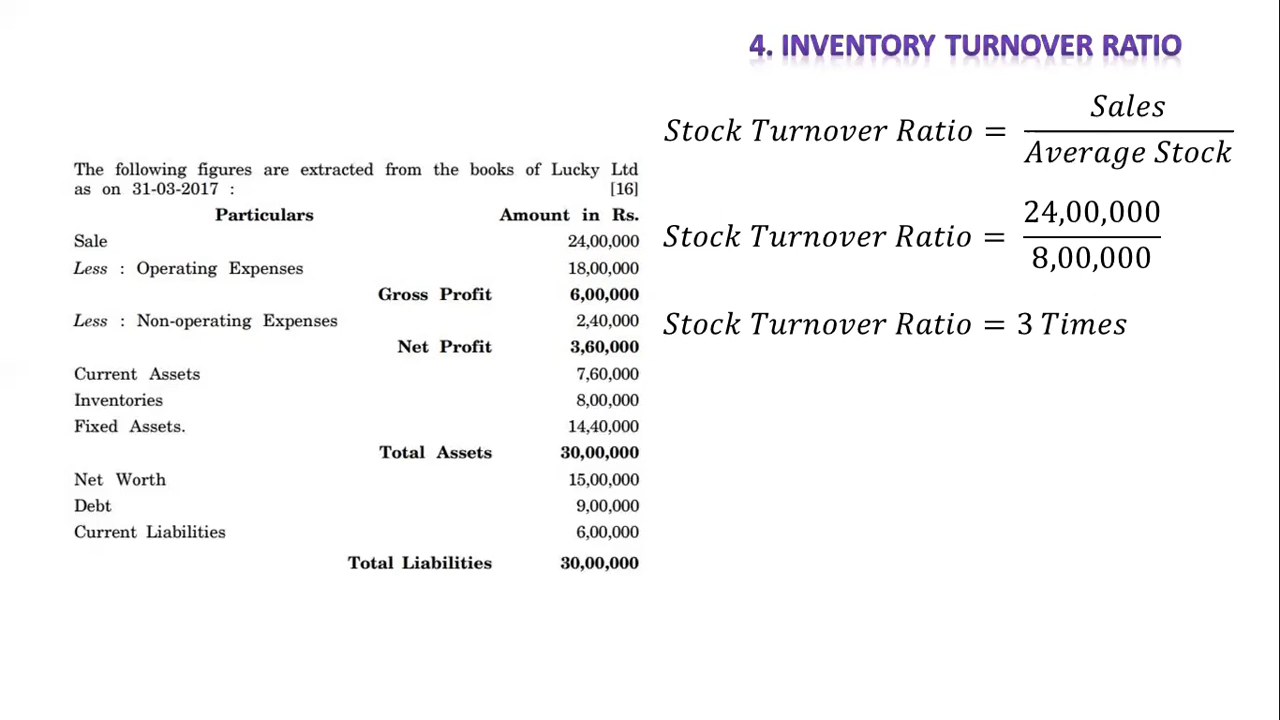 4. INVENTORY TURNOVER RATIO
The following figures are extracted from the books of Lucky Ltd
as on 31-03-2017 : [16]
Particulars Amount in Rs.
Sale 24,00,000
Less : Operating Expenses 18,00,000
Gross Profit 6,00,000
Less : Non-operating Expenses 2,40,000
Net Profit 3,60,000
Current Assets 7,60,000
Inventories 8,00,000
Fixed Assets. 14,40,000
Total Assets 30,00,000
Net Worth 15,00,000
Debt 9,00,000
Current Liabilities 6,00,000
Total Liabilities 30,00,000
Stock Turnover Ratio = Sales
Average Stock
Stock Turnover Ratio = 24,00,000
8,00,000
Stock Turnover Ratio = 3 Times